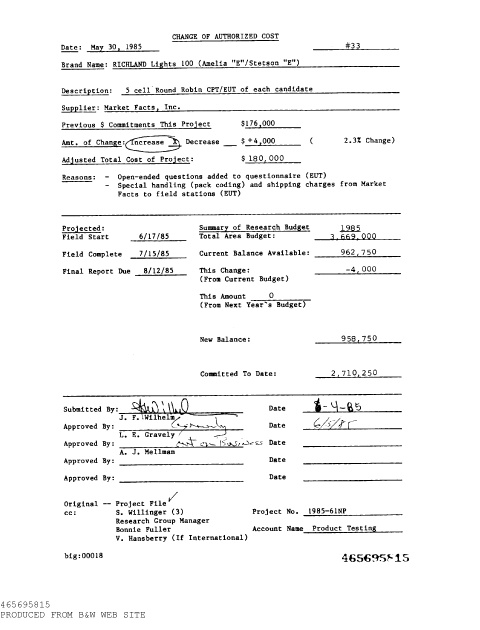 CHANGE OF AUTHORIZED COST
Date: May 30, 1985 #33
Brand Name: RICHLAND Lights 100 (Amelia "E"/Stetson "E")
Description: 5 cell Round Robin CPT/EUT of each candidate
Supplier: Market Facts, Inc.
Previous $ Commitments This Project $176,000
Amt. of Change: Increase X Decrease $ +4,000 ( 2.3% Change)
Adjusted Total Cost of Project: $ 180,000
Reasons: - Open-ended questions added to questionnaire (EUT)
- Special handling (pack coding) and shipping charges from Market
Facts to field stations (EUT)
Projected: Summary of Research Budget 1985
Field Start 6/17/85 Total Area Budget: 3,669,000
Field Complete 7/15/85 Current Balance Available: 962,750
Final Report Due 8/12/85 This Change: -4,000
(From Current Budget)
This Amount 0
(From Next Year's Budget)
New Balance: 958,750
Committed To Date: 2,710,250
Submitted By: Date 6-4-85
J. F. Wilhelm
Approved By: Gravely Date 6/5/85
L. E. Gravely
Approved By: out on Business Date
A. J. Mellman
Approved By: Date
Approved By: Date
Original -- Project File
cc: S. Willinger (3) Project No. 1985-61NP
Research Group Manager
Bonnie Fuller Account Name Product Testing
V. Hansberry (If International)
big:00018
465695815
465695815
PRODUCED FROM B&W WEB SITE